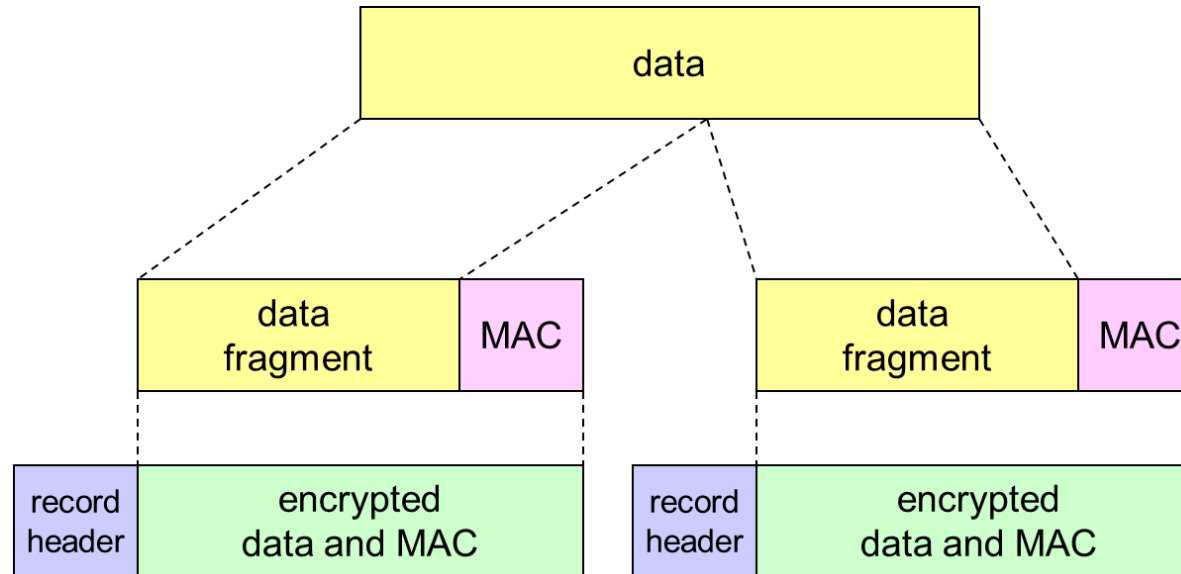 data
data
fragment
MAC
data
fragment
MAC
record
header
encrypted
data and MAC
record
header
encrypted
data and MAC